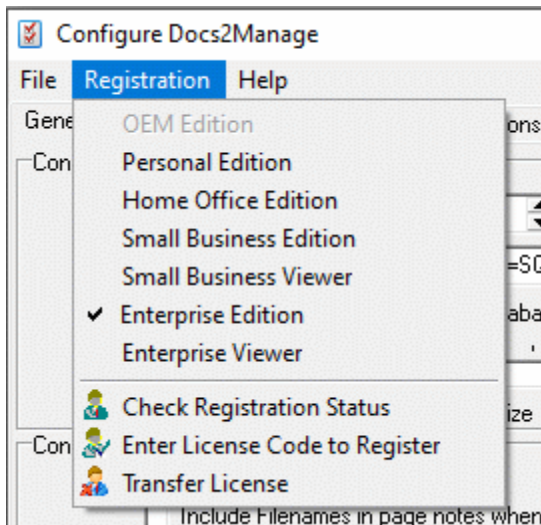 Configure Docs2Manage
File Registration Help
Gene
OEM Edition
ons
Con
Personal Edition
Home Office Edition
Small Business Edition
=SQ
Small Business Viewer
Enterprise Edition
aba
Enterprise Viewer
Check Registration Status
ize
Con
Enter License Code to Register
Transfer License
Include Filenames in page notes when